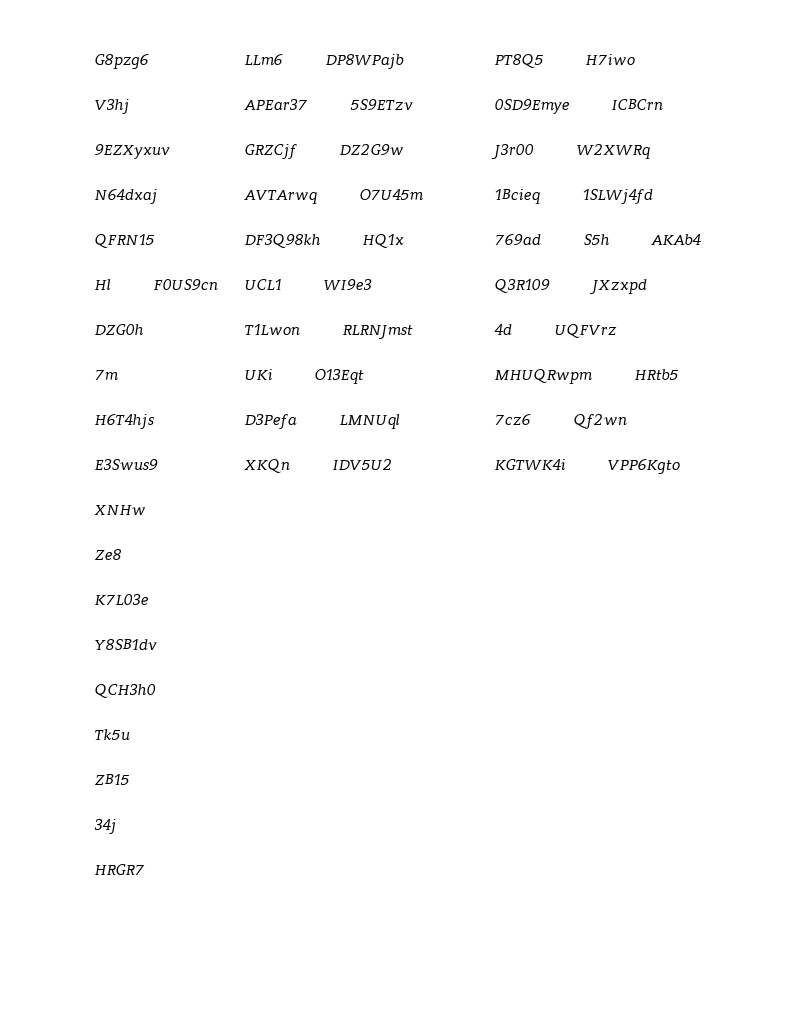 G8pzg6 LLm6 DP8WPajb PT8Q5 H7iwo
V3hj APEar37 5S9ETzv 0SD9Emye ICBCrn
9EZXyxuv GRZCjf DZ2G9w J3r00 W2XWRq
N64dxaj AVTArwq O7U45m 1Bcieq 1SLWj4fd
QFRN15 DF3Q98kh HQ1x 769ad S5h AKAb4
Hl F0US9cn UCL1 WI9e3 Q3R109 JXzxpd
DZG0h T1Lwon RLRNJmst 4d UQFVrz
7m UKi O13Eqt MHUQRwpm HRtb5
H6T4hjs D3Pefa LMNUql 7cz6 Qf2wn
E3Swus9 XKQn IDV5U2 KGTWK4i VPP6Kgto
XNHw
Ze8
K7L03e
Y8SB1dv
QCH3h0
Tk5u
ZB15
34j
HRGR7